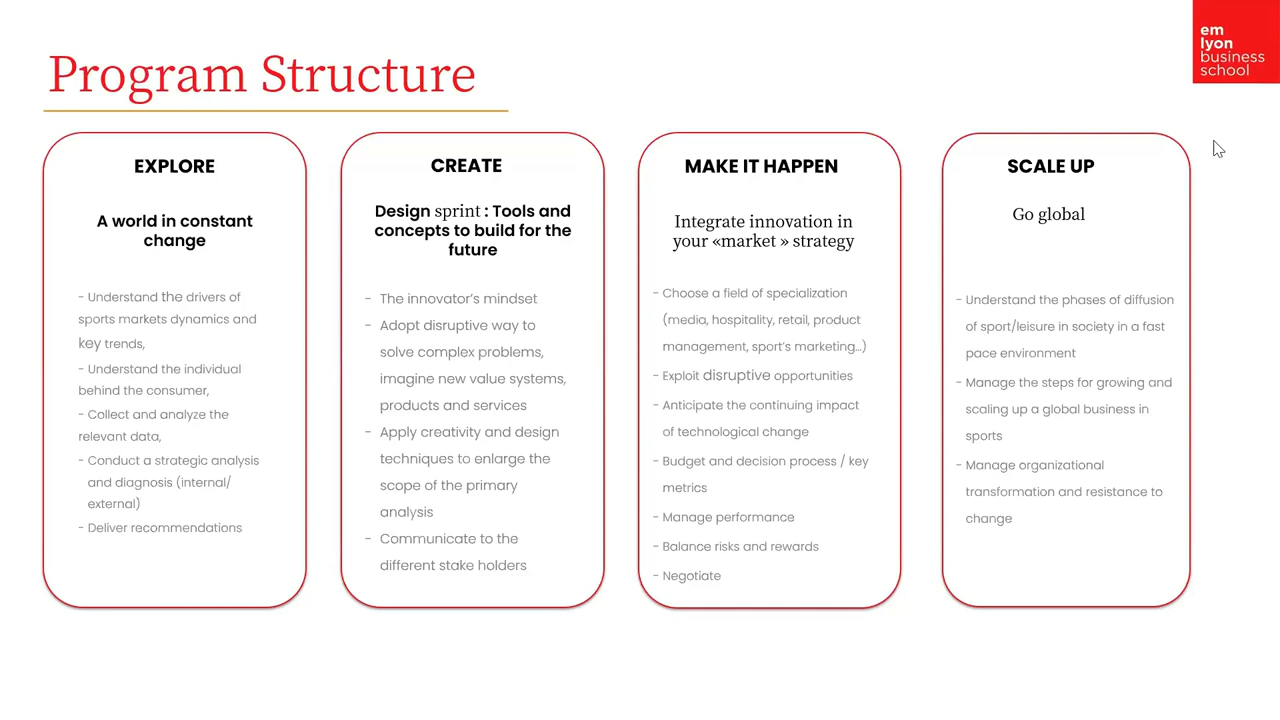 em
lyon
business
school
Program Structure
EXPLORE
A world in constant
change
- Understand the drivers of
sports markets dynamics and
key trends,
- Understand the individual
behind the consumer,
- Collect and analyze the
relevant data,
- Conduct a strategic analysis
and diagnosis (internal/
external)
- Deliver recommendations
CREATE
Design sprint : Tools and
concepts to build for the
future
- The innovator's mindset
- Adopt disruptive way to
solve complex problems,
imagine new value systems,
products and services
- Apply creativity and design
techniques to enlarge the
scope of the primary
analysis
- Communicate to the
different stake holders
MAKE IT HAPPEN
Integrate innovation in
your «market » strategy
- Choose a field of specialization
(media, hospitality, retail, product
management, sport's marketing…)
- Exploit disruptive opportunities
- Anticipate the continuing impact
of technological change
- Budget and decision process / key
metrics
- Manage performance
- Balance risks and rewards
- Negotiate
SCALE UP
Go global
- Understand the phases of diffusion
of sport/leisure in society in a fast
pace environment
- Manage the steps for growing and
scaling up a global business in
sports
- Manage organizational
transformation and resistance to
change